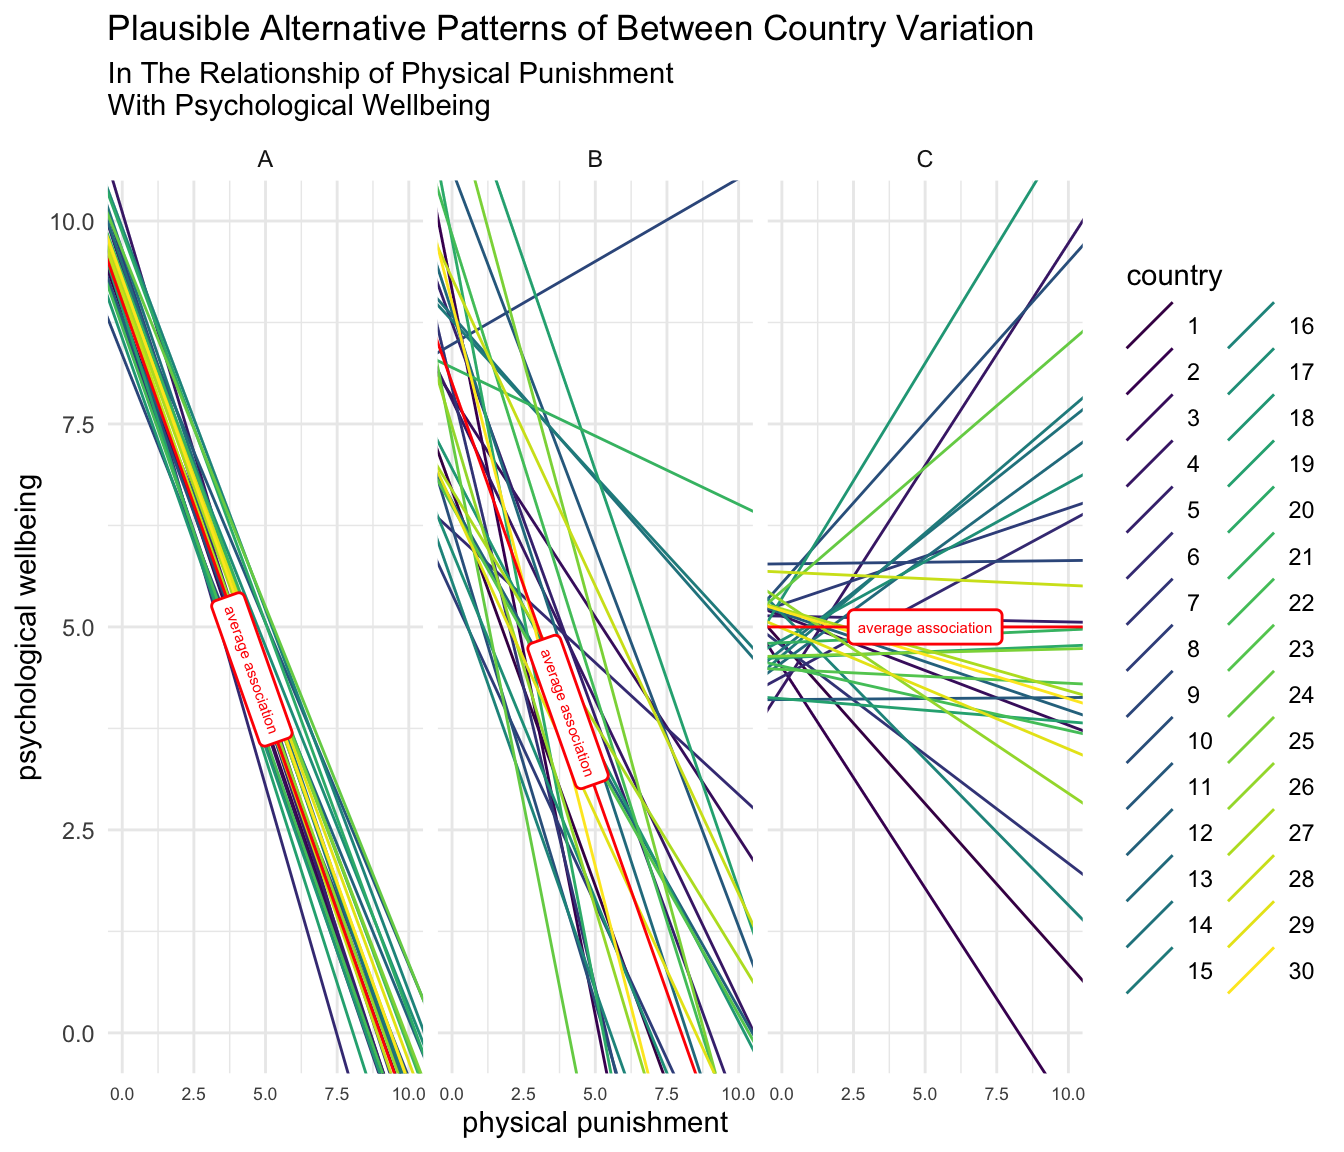 Plausible Alternative Patterns of Between Country Variation
In The Relationship of Physical Punishment
With Psychological Wellbeing
A
B
C
psychological wellbeing
10.0
7.5
5.0
2.5
0.0
average association
average association
average association
0.0 2.5 5.0 7.5 10.0
0.0 2.5 5.0 7.5 10.0
0.0 2.5 5.0 7.5 10.0
physical punishment
country
1 16
2 17
3 18
4 19
5 20
6 21
7 22
8 23
9 24
10 25
11 26
12 27
13 28
14 29
15 30